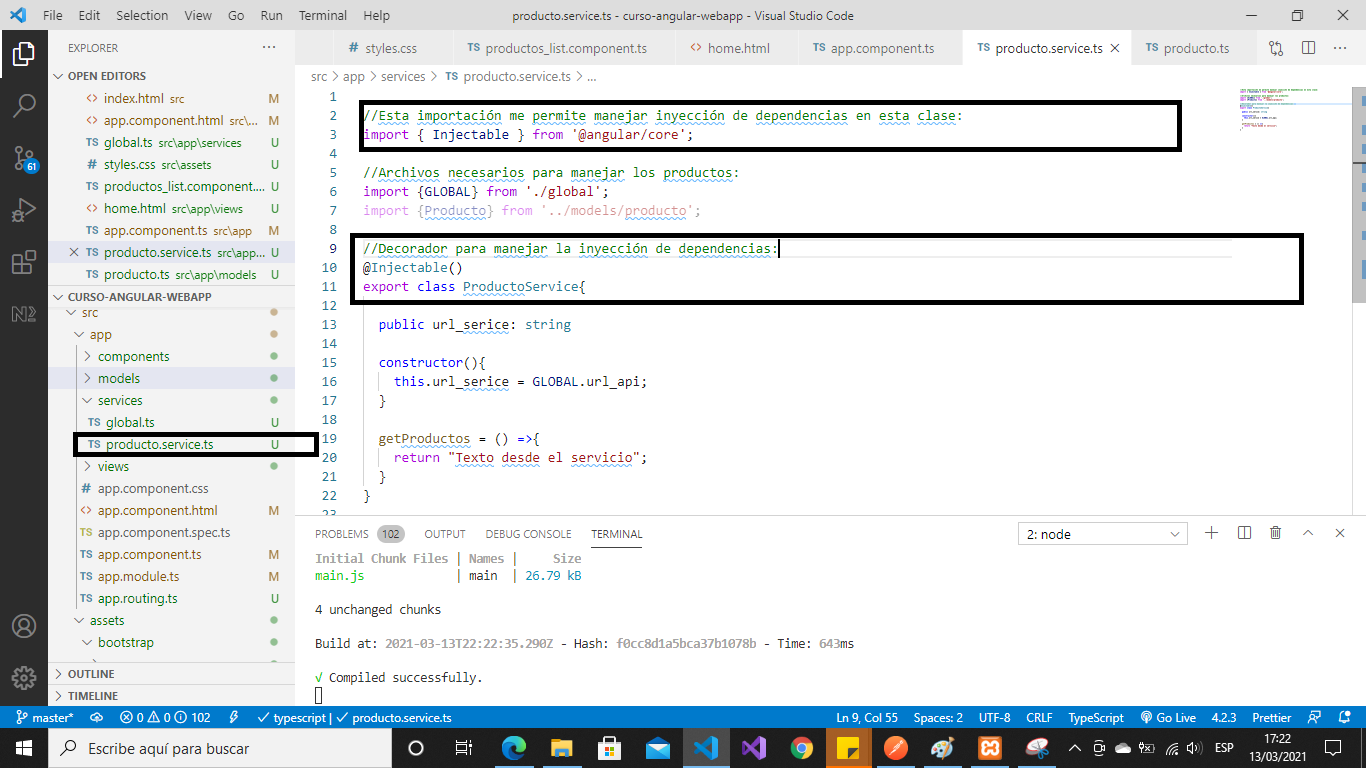 File Edit Selection View Go Run Terminal Help
producto.service.ts - curso-angular-webapp - Visual Studio Code
EXPLORER
OPEN EDITORS
index.html src M
app.component.html src\... M
TS global.ts src\app\services U
# styles.css src\assets U
TS productos_list.component.... U
home.html src\app\views U
TS app.component.ts src\app M
TS producto.service.ts src\app... U
TS producto.ts src\app\models U
CURSO-ANGULAR-WEBAPP
src
app
components
models
services
TS global.ts U
TS producto.service.ts U
views
# app.component.css
app.component.html M
TS app.component.spec.ts
TS app.component.ts M
TS app.module.ts M
TS app.routing.ts U
assets
bootstrap
OUTLINE
TIMELINE
61
# styles.css
TS productos_list.component.ts
<> home.html
TS app.component.ts
TS producto.service.ts
TS producto.ts
src > app > services > TS producto.service.ts > ...
1
2 //Esta importación me permite manejar inyección de dependencias en esta clase:
3 import { Injectable } from '@angular/core';
4
5 //Archivos necesarios para manejar los productos:
6 import {GLOBAL} from './global';
7 import {Producto} from '../models/producto';
8
9 //Decorador para manejar la inyección de dependencias:
10 @Injectable()
11 export class ProductoService{
12
13 public url_serice: string
14
15 constructor(){
16 this.url_serice = GLOBAL.url_api;
17 }
18
19 getProductos = () =>{
20 return "Texto desde el servicio";
21 }
22 }
23
PROBLEMS 102 OUTPUT DEBUG CONSOLE TERMINAL
2: node
Initial Chunk Files | Names | Size
main.js | main | 26.79 kB
4 unchanged chunks
Build at: 2021-03-13T22:22:35.290Z - Hash: f0cc8d1a5bca37b1078b - Time: 643ms
√ Compiled successfully.
master* 0 0 102 typescript | producto.service.ts
Ln 9, Col 55 Spaces: 2 UTF-8 CRLF TypeScript Go Live 4.2.3 Prettier
Escribe aquí para buscar
ESP
17:22
13/03/2021